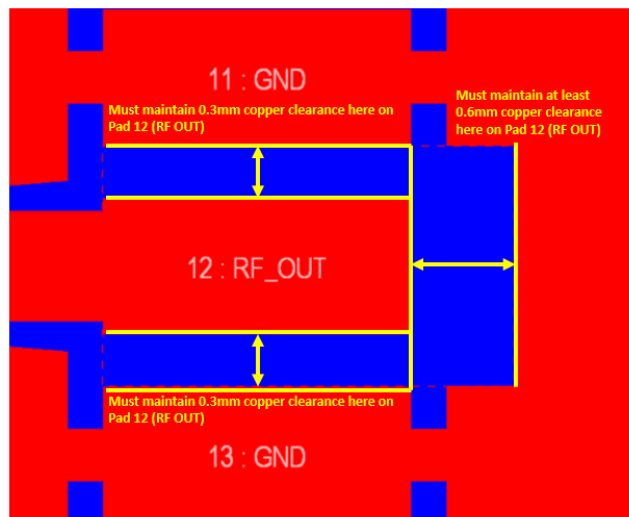 11 : GND
Must maintain 0.3mm copper clearance here on
Pad 12 (RF OUT)
Must maintain at least
0.6mm copper clearance
here on Pad 12 (RF OUT)
12 : RF_OUT
Must maintain 0.3mm copper clearance here on
Pad 12 (RF OUT)
13 : GND